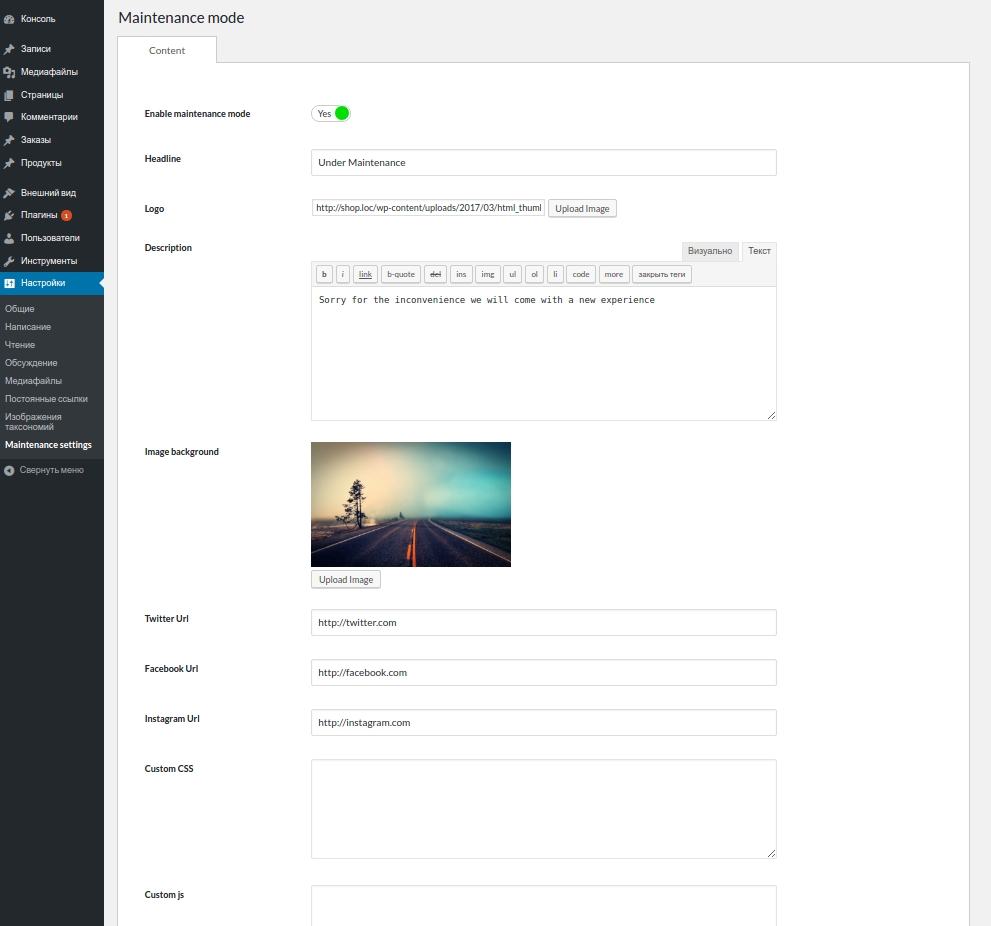 Консоль
Записи
Медиафайлы
Страницы
Комментарии
Заказы
Продукты
Внешний вид
Плагины 1
Пользователи
Инструменты
Настройки
Общие
Написание
Чтение
Обсуждение
Медиафайлы
Постоянные ссылки
Изображения
таксономий
Maintenance settings
Свернуть меню
Maintenance mode
Content
Enable maintenance mode Yes
Headline Under Maintenance
Logo http://shop.loc/wp-content/uploads/2017/03/html_thuml Upload Image
Description Визуально Текст
b i link b-quote del ins img ul ol li code more закрыть теги
Sorry for the inconvenience we will come with a new experience
Image background
Upload Image
Twitter Url http://twitter.com
Facebook Url http://facebook.com
Instagram Url http://instagram.com
Custom CSS
Custom js